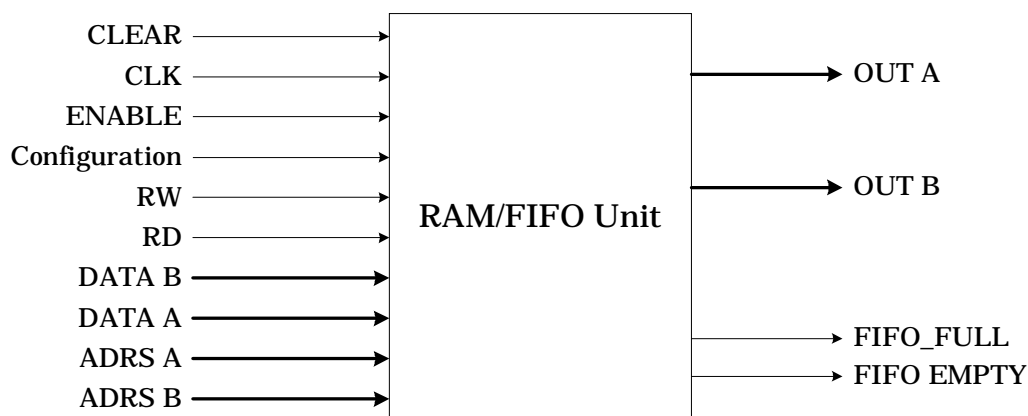 CLEAR
CLK
ENABLE
Configuration
RW
RD
DATA B
DATA A
ADRS A
ADRS B
RAM/FIFO Unit
OUT A
OUT B
FIFO_FULL
FIFO EMPTY